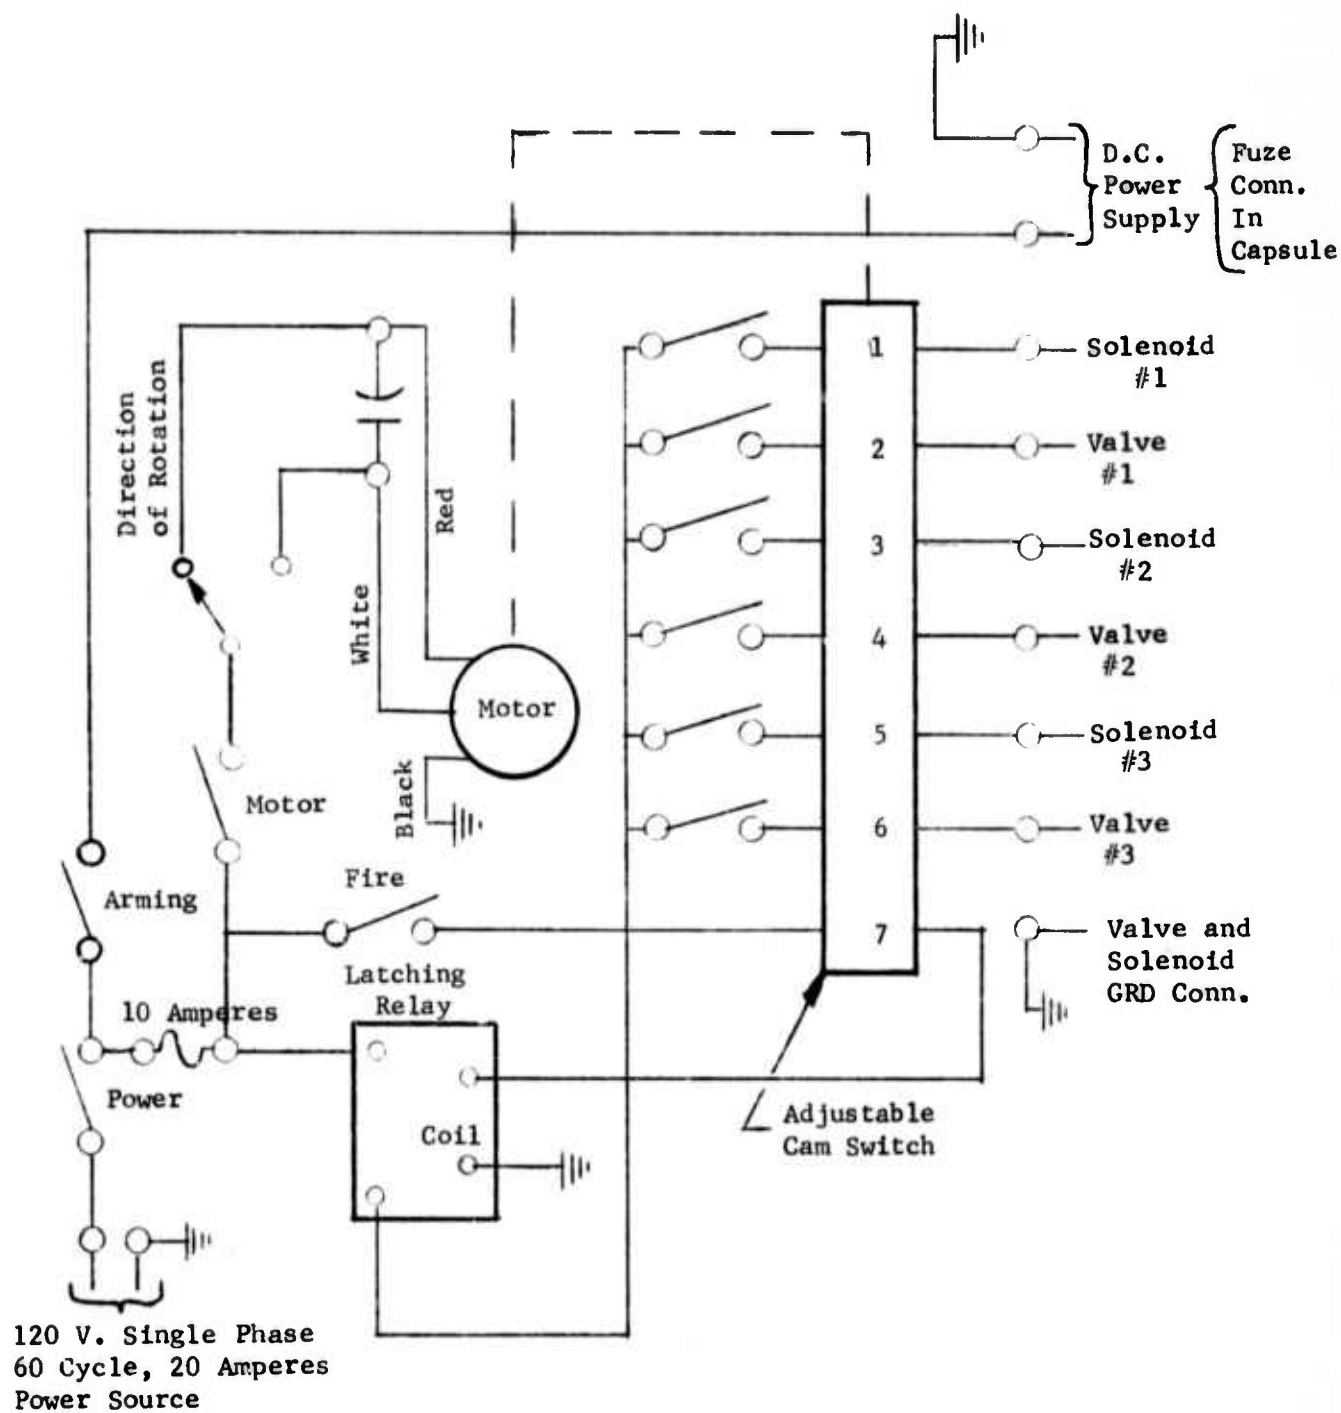 D.C.
Power
Supply
Fuze
Conn.
In
Capsule
Direction
of Rotation
Red
White
Black
Motor
1
Solenoid
#1
2
Valve
#1
3
Solenoid
#2
4
Valve
#2
5
Solenoid
#3
6
Valve
#3
7
Valve and
Solenoid
GRD Conn.
Motor
Arming
Fire
Latching
Relay
10 Amperes
Power
Coil
Adjustable
Cam Switch
120 V. Single Phase
60 Cycle, 20 Amperes
Power Source